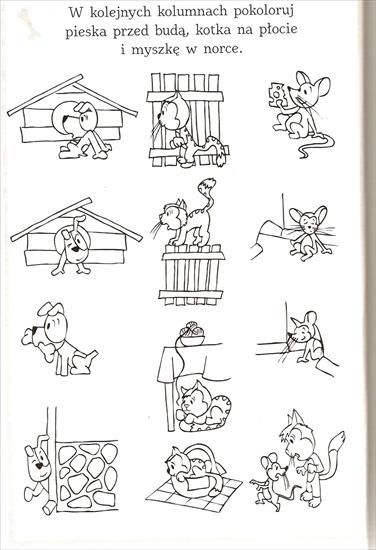 W kolejnych kolumnach pokoloruj
pieska przed budą, kotka na płocie
i myszkę w norce.